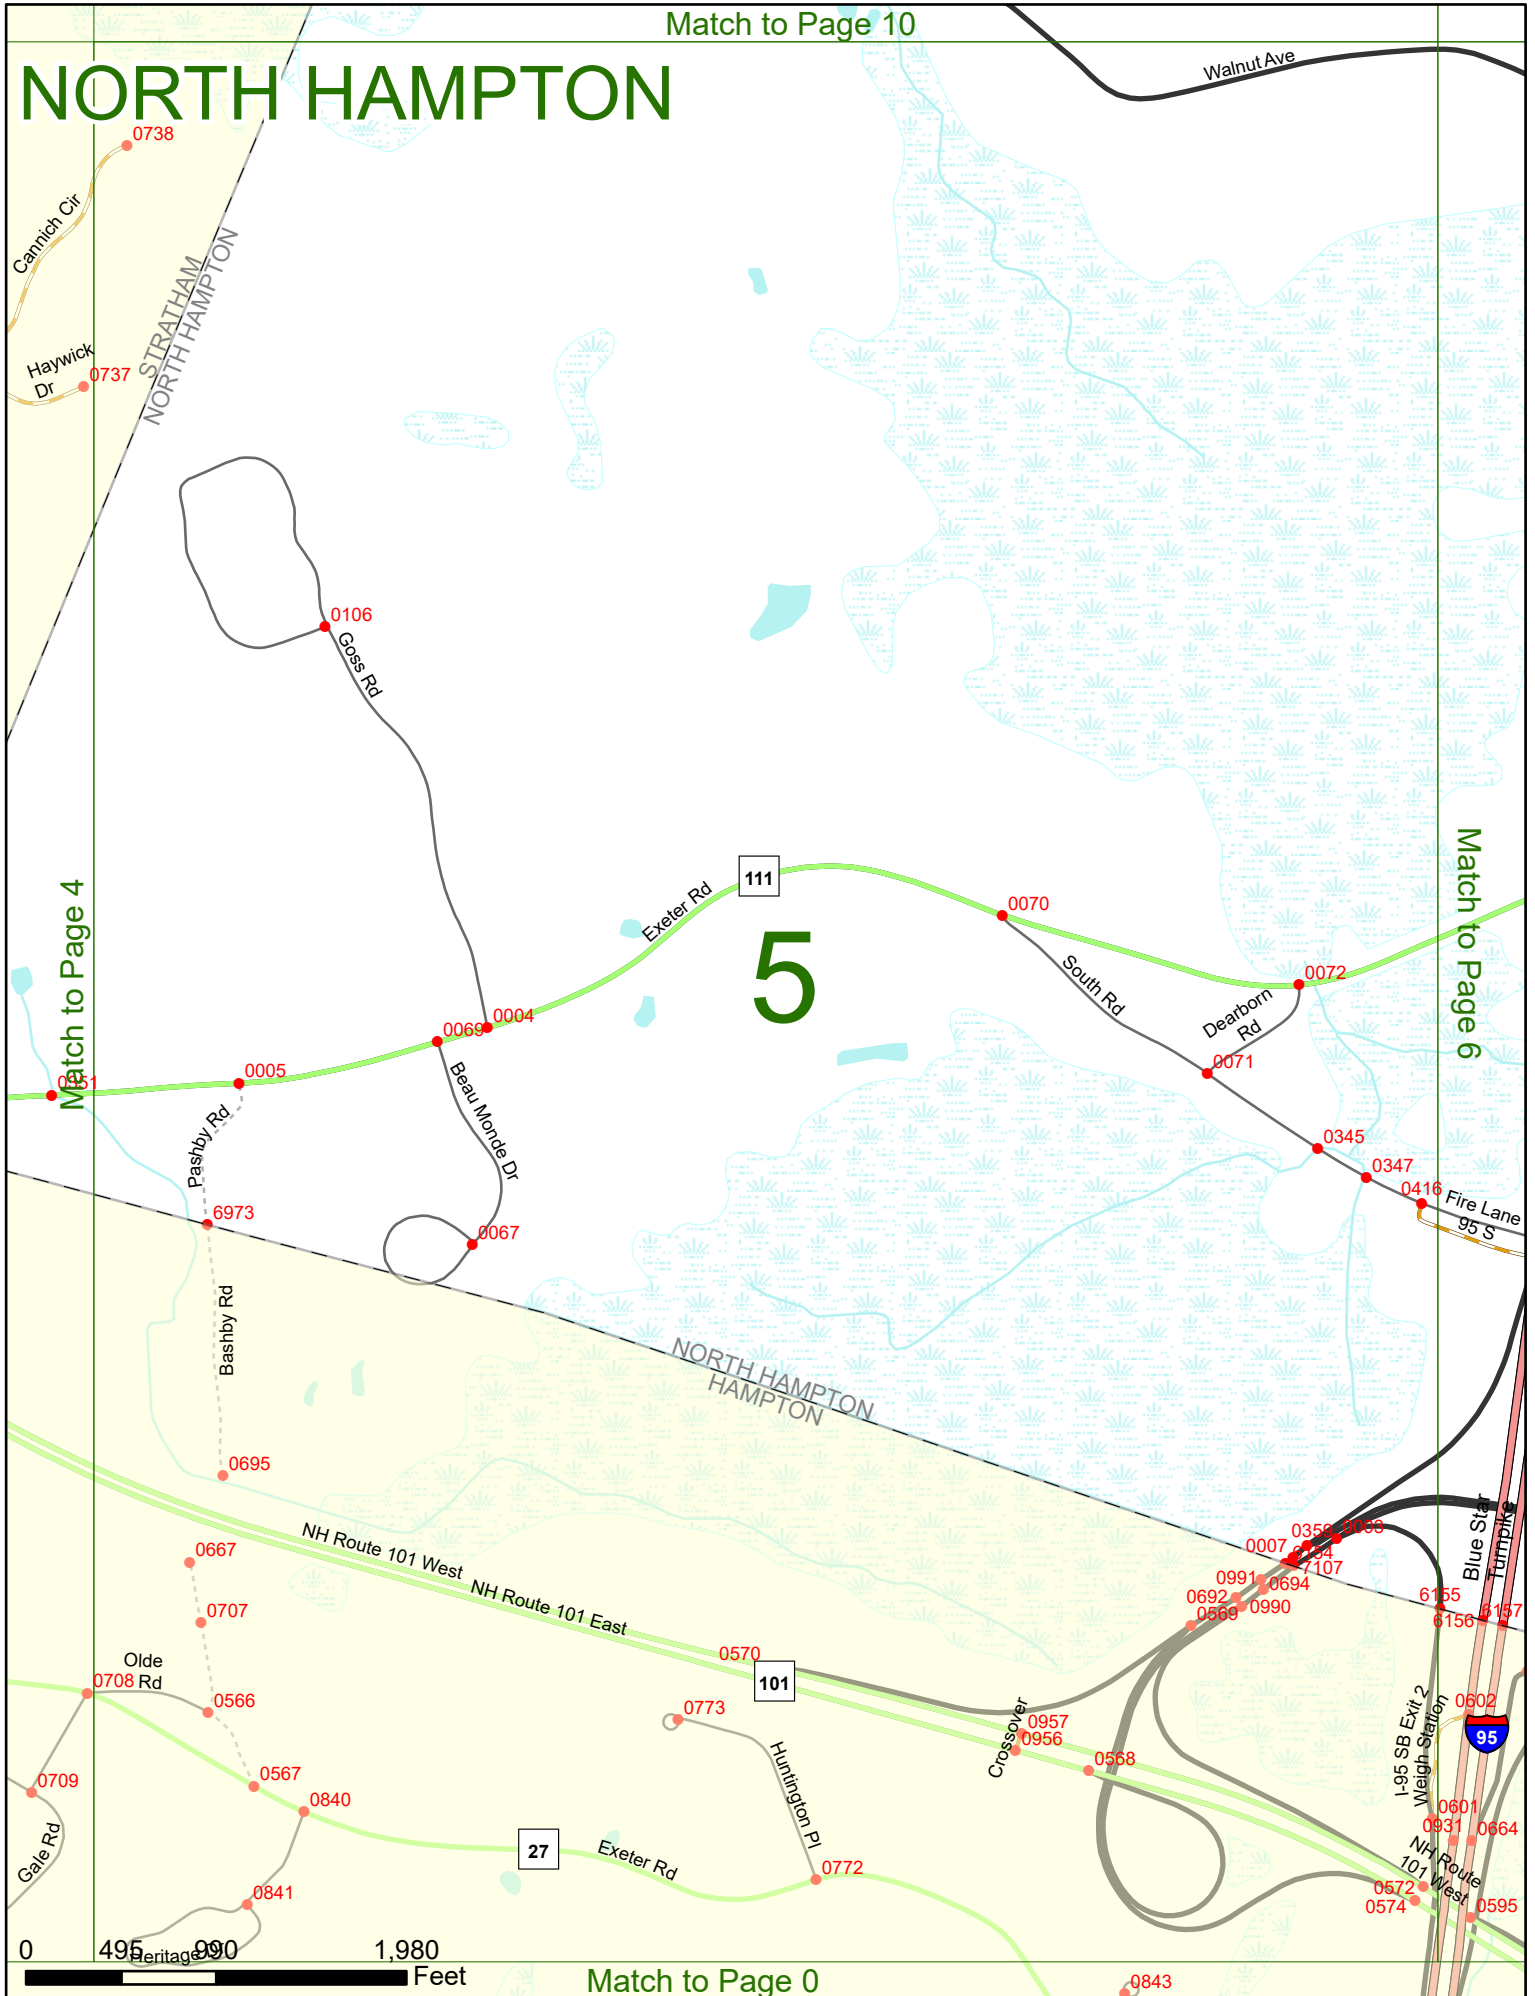 Match to Page 10
NORTH HAMPTON
Walnut Ave
0738
Cannich Cir
STRATHAM
NORTH HAMPTON
Haywick
Dr
0737
0106
Goss Rd
111
Exeter Rd
0070
5
Match to Page 4
Match to Page 6
South Rd
0072
Dearborn
Rd
0004
0069
0071
0005
0351
Beau Monde Dr
Pashby Rd
0345
0347
0416
Fire Lane
95 S
6973
0067
Bashby Rd
NORTH HAMPTON
HAMPTON
0695
NH Route 101 West
NH Route 101 East
Blue Star
Turnpike
0359
0003
0007
7107
0991
0694
0692
0990
0569
6155
6156
6157
0667
0707
Olde
Rd
0708
0566
0570
101
0773
Crossover
0957
0956
0568
I-95 SB Exit 2
Weigh Station
0602
95
0709
0567
0840
Huntington Pl
0601
0931
0664
Gale Rd
27
Exeter Rd
0772
NH Route
101 West
0572
0574
0595
0841
Heritage Dr
0
495
990
1,980
Feet
Match to Page 0
0843